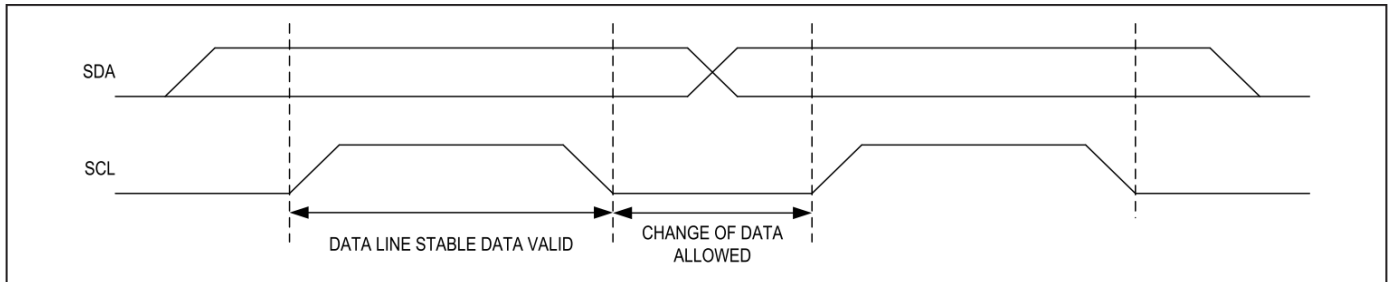 SDA
SCL
DATA LINE STABLE DATA VALID
CHANGE OF DATA
ALLOWED